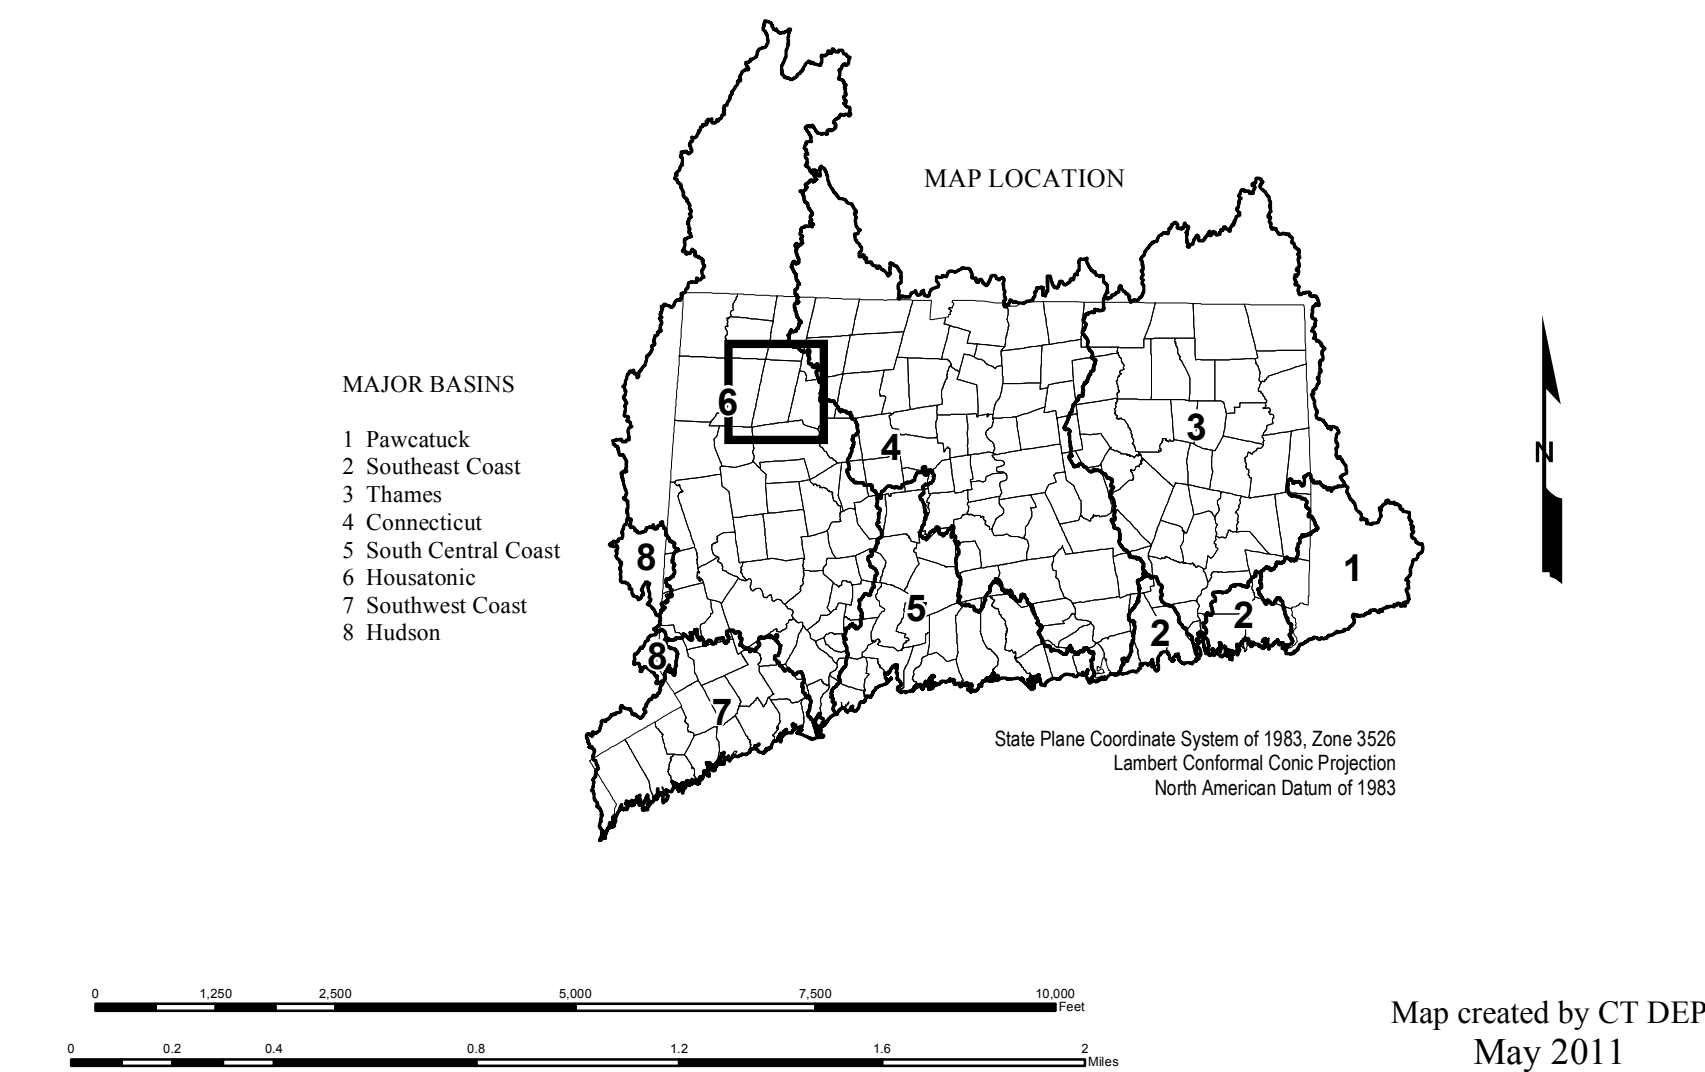 MAP LOCATION
MAJOR BASINS
1 Pawcatuck
2 Southeast Coast
3 Thames
4 Connecticut
5 South Central Coast
6 Housatonic
7 Southwest Coast
8 Hudson
6
4
3
N
8
1
5
2
2
8
7
State Plane Coordinate System of 1983, Zone 3526
Lambert Conformal Conic Projection
North American Datum of 1983
0 1,250 2,500 5,000 7,500 10,000
Feet
0 0.2 0.4 0.8 1.2 1.6 2
Miles
Map created by CT DEP
May 2011